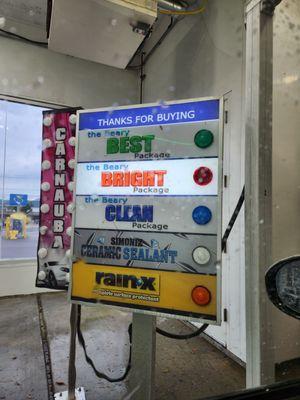 THANKS FOR BUYING
the Beary
BEST
Package
the Beary
BRIGHT
Package
the Beary
CLEAN
Package
SIMONIZ
CERAMIC SEALANT
rain-x
CARNAUBA